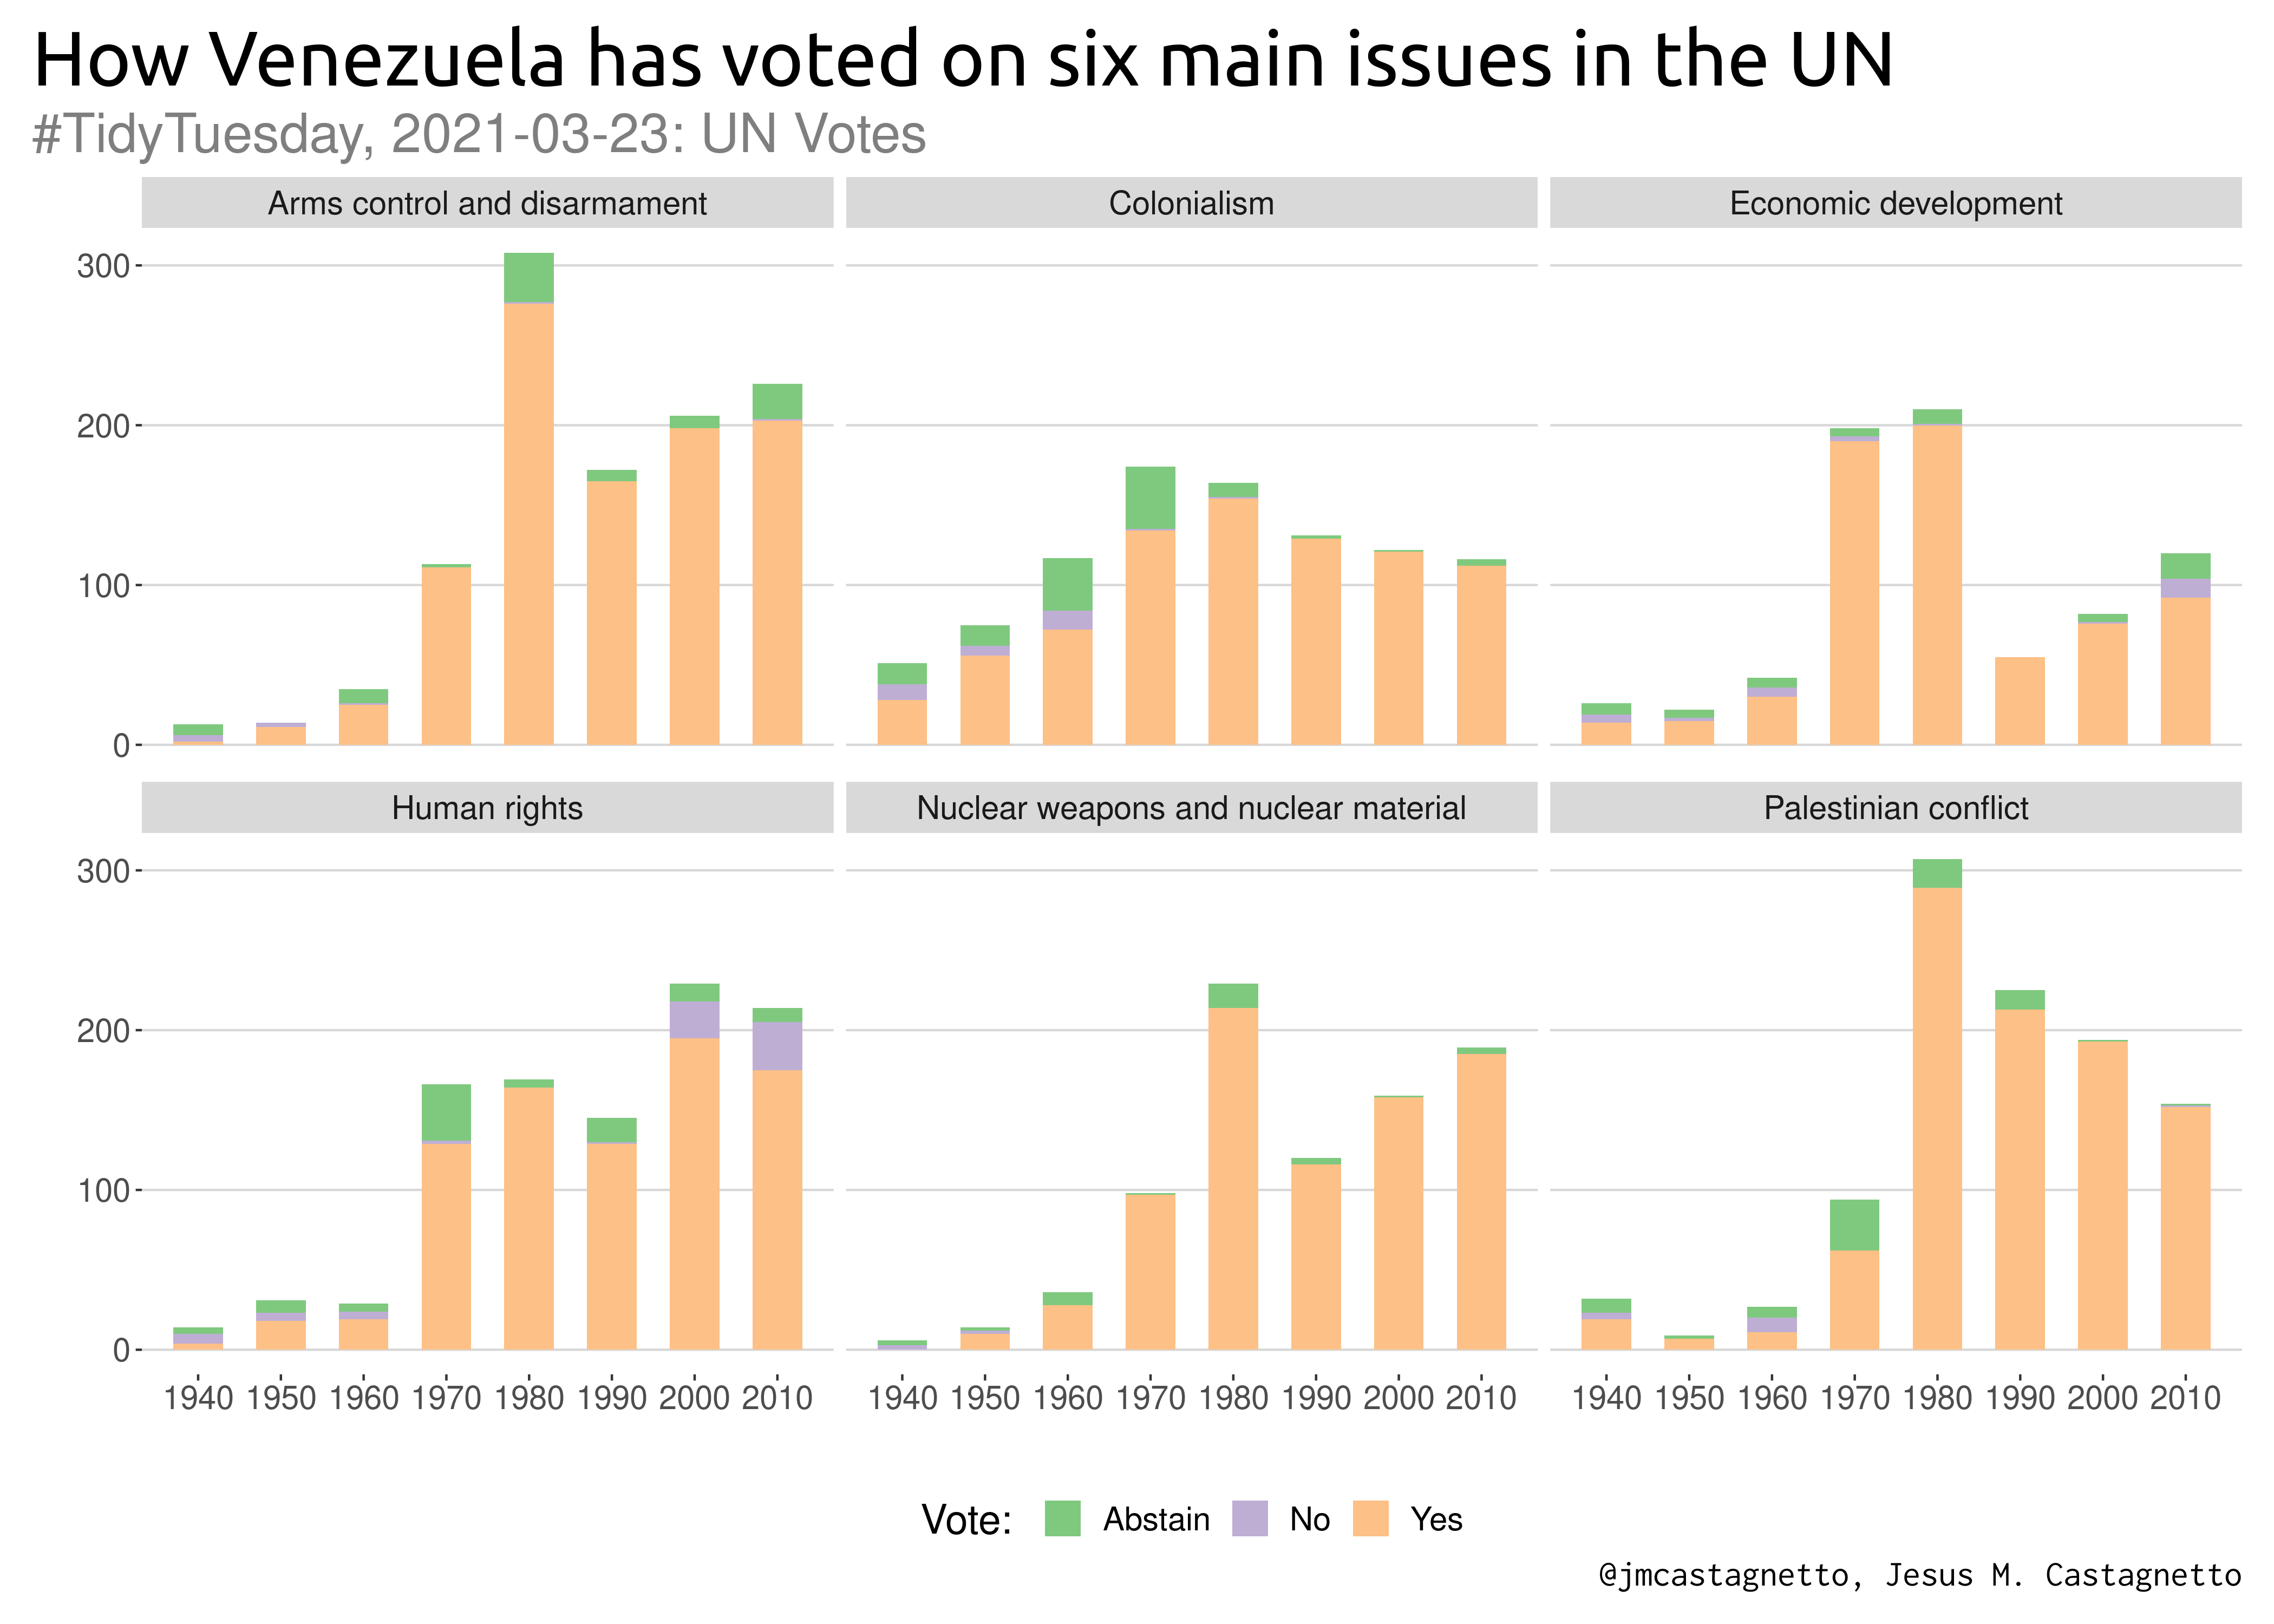 How Venezuela has voted on six main issues in the UN
#TidyTuesday, 2021-03-23: UN Votes
Arms control and disarmament
Colonialism
Economic development
300
200
100
0
Human rights
Nuclear weapons and nuclear material
Palestinian conflict
300
200
100
0
1940 1950 1960 1970 1980 1990 2000 2010
1940 1950 1960 1970 1980 1990 2000 2010
1940 1950 1960 1970 1980 1990 2000 2010
Vote: Abstain No Yes
@jmcastagnetto, Jesus M. Castagnetto